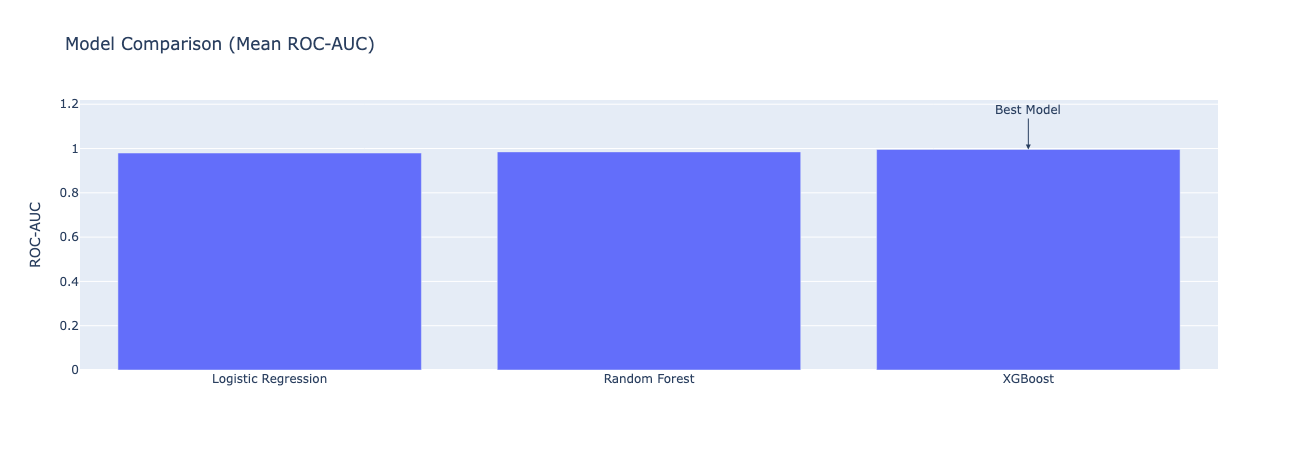 Model Comparison (Mean ROC-AUC)
1.2
Best Model
1
0.8
0.6
0.4
0.2
0
ROC-AUC
Logistic Regression
Random Forest
XGBoost